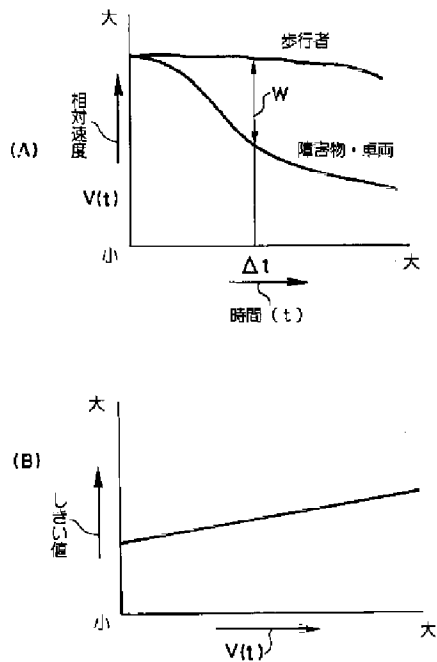 (A)
大
相対速度
V(t)
小
歩行者
W
障害物・車両
Δt
大
時間(t)
(B)
大
しきい値
小
V(t)
大